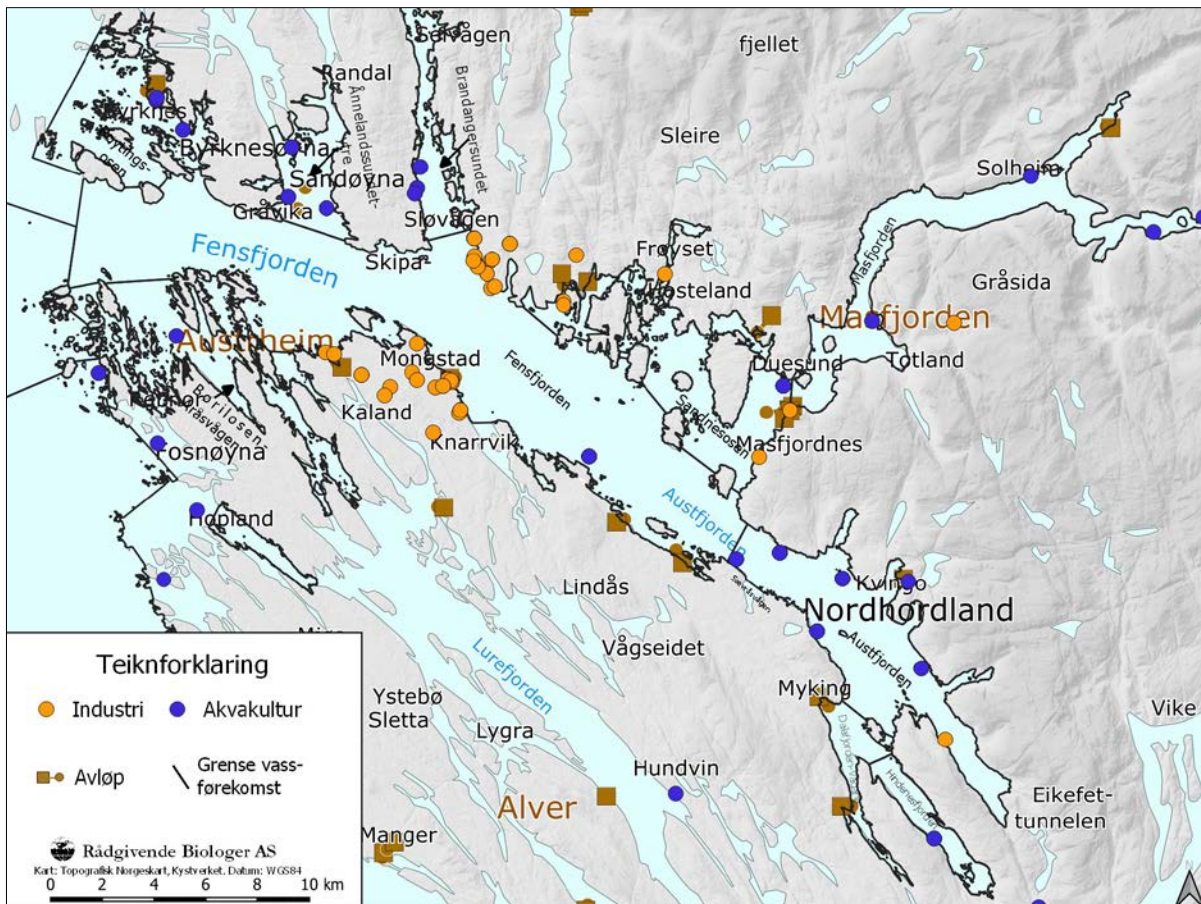 Selvågen
fjellet
Randal
Ånnelandssundet-
Brandangersundet
Byrknes
Sleire
Byrknesøyna
Sandøyna
Solheim
Gråvika
Sløvågen
Frøyset
Masfjorden
Fensfjorden
Skipa
Hosteland
Gråsida
Masfjorden
Austrheim
Mongstad
Fensfjorden
Duesund
Totland
Kaland
Knarrvik
Sandnesosen
Masfjordnes
Fosnøyna
Austfjorden
Hopland
Kvingo
Lindås
Nordhordland
Vågseidet
Austfjorden
Lurefjorden
Myking
Ystebø
Sletta
Vike
Lygra
Hundvin
Alver
Eikefet-
tunnelen
Manger
Teiknforklaring
Industri
Akvakultur
Avløp
Grense vass-
førekomst
Rådgivende Biologer AS
Kart: Topografisk Norgeskart, Kystverket. Datum: WGS84
0 2 4 6 8 10 km